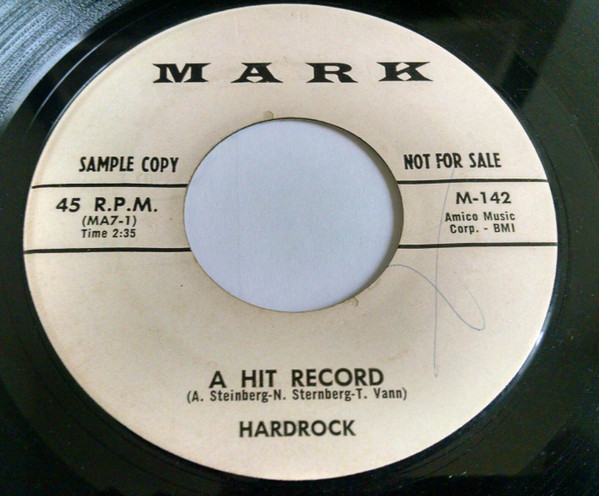 MARK
SAMPLE COPY
NOT FOR SALE
45 R.P.M.
(MA7-1)
Time 2:35
M-142
Amico Music
Corp. - BMI
A HIT RECORD
(A. Steinberg-N. Sternberg-T. Vann)
HARDROCK